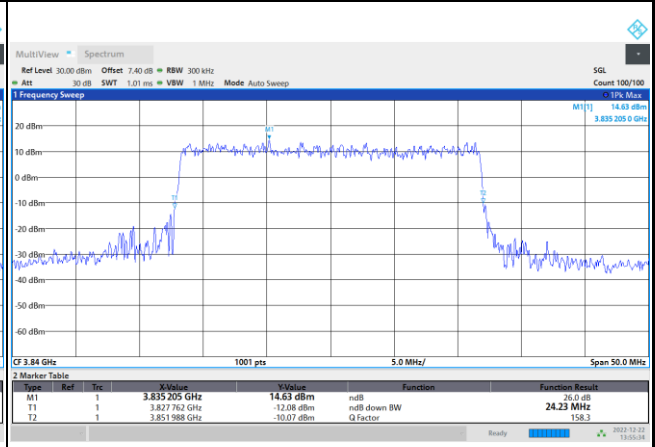 MultiView Spectrum
Ref Level 30.00 dBm Offset 7.40 dB RBW 300 kHz SGL
Att 30 dB SWT 1.01 ms VBW 1 MHz Mode Auto Sweep Count 100/100
1 Frequency Sweep 1Pk Max
M1[1] 14.63 dBm
3.835 205 0 GHz
20 dBm
M1
10 dBm
0 dBm
T1
T2
-10 dBm
-20 dBm
-30 dBm
-40 dBm
-50 dBm
-60 dBm
CF 3.84 GHz 1001 pts 5.0 MHz/ Span 50.0 MHz
2 Marker Table
Type Ref Trc X-Value Y-Value Function Function Result
M1 1 3.835 205 GHz 14.63 dBm ndB 26.0 dB
T1 1 3.827 762 GHz -12.08 dBm ndB down BW 24.23 MHz
T2 1 3.851 988 GHz -10.07 dBm Q Factor 158.3
Ready 2022-12-22
13:55:34